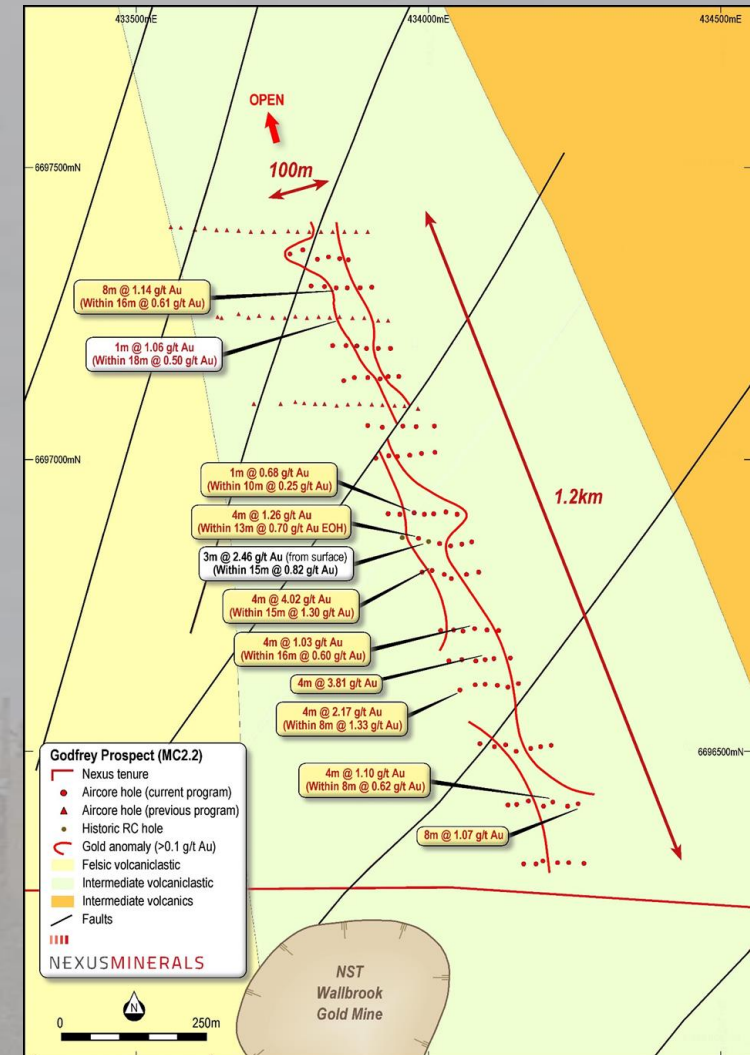 433500mE
434000mE
434500mE
OPEN
100m
6697500mN
8m @ 1.14 g/t Au
(Within 16m @ 0.61 g/t Au)
1m @ 1.06 g/t Au
(Within 18m @ 0.50 g/t Au)
6697000mN
1m @ 0.68 g/t Au
(Within 10m @ 0.25 g/t Au)
1.2km
4m @ 1.26 g/t Au
(Within 13m @ 0.70 g/t Au EOH)
3m @ 2.46 g/t Au (from surface)
(Within 15m @ 0.82 g/t Au)
4m @ 4.02 g/t Au
(Within 15m @ 1.30 g/t Au)
4m @ 1.03 g/t Au
(Within 16m @ 0.60 g/t Au)
4m @ 3.81 g/t Au
4m @ 2.17 g/t Au
(Within 8m @ 1.33 g/t Au)
6696500mN
4m @ 1.10 g/t Au
(Within 8m @ 0.62 g/t Au)
8m @ 1.07 g/t Au
Godfrey Prospect (MC2.2)
Nexus tenure
Aircore hole (current program)
Aircore hole (previous program)
Historic RC hole
Gold anomaly (>0.1 g/t Au)
Felsic volcaniclastic
Intermediate volcaniclastic
Intermediate volcanics
Faults
NEXUSMINERALS
NST
Wallbrook
Gold Mine
N
0
250m